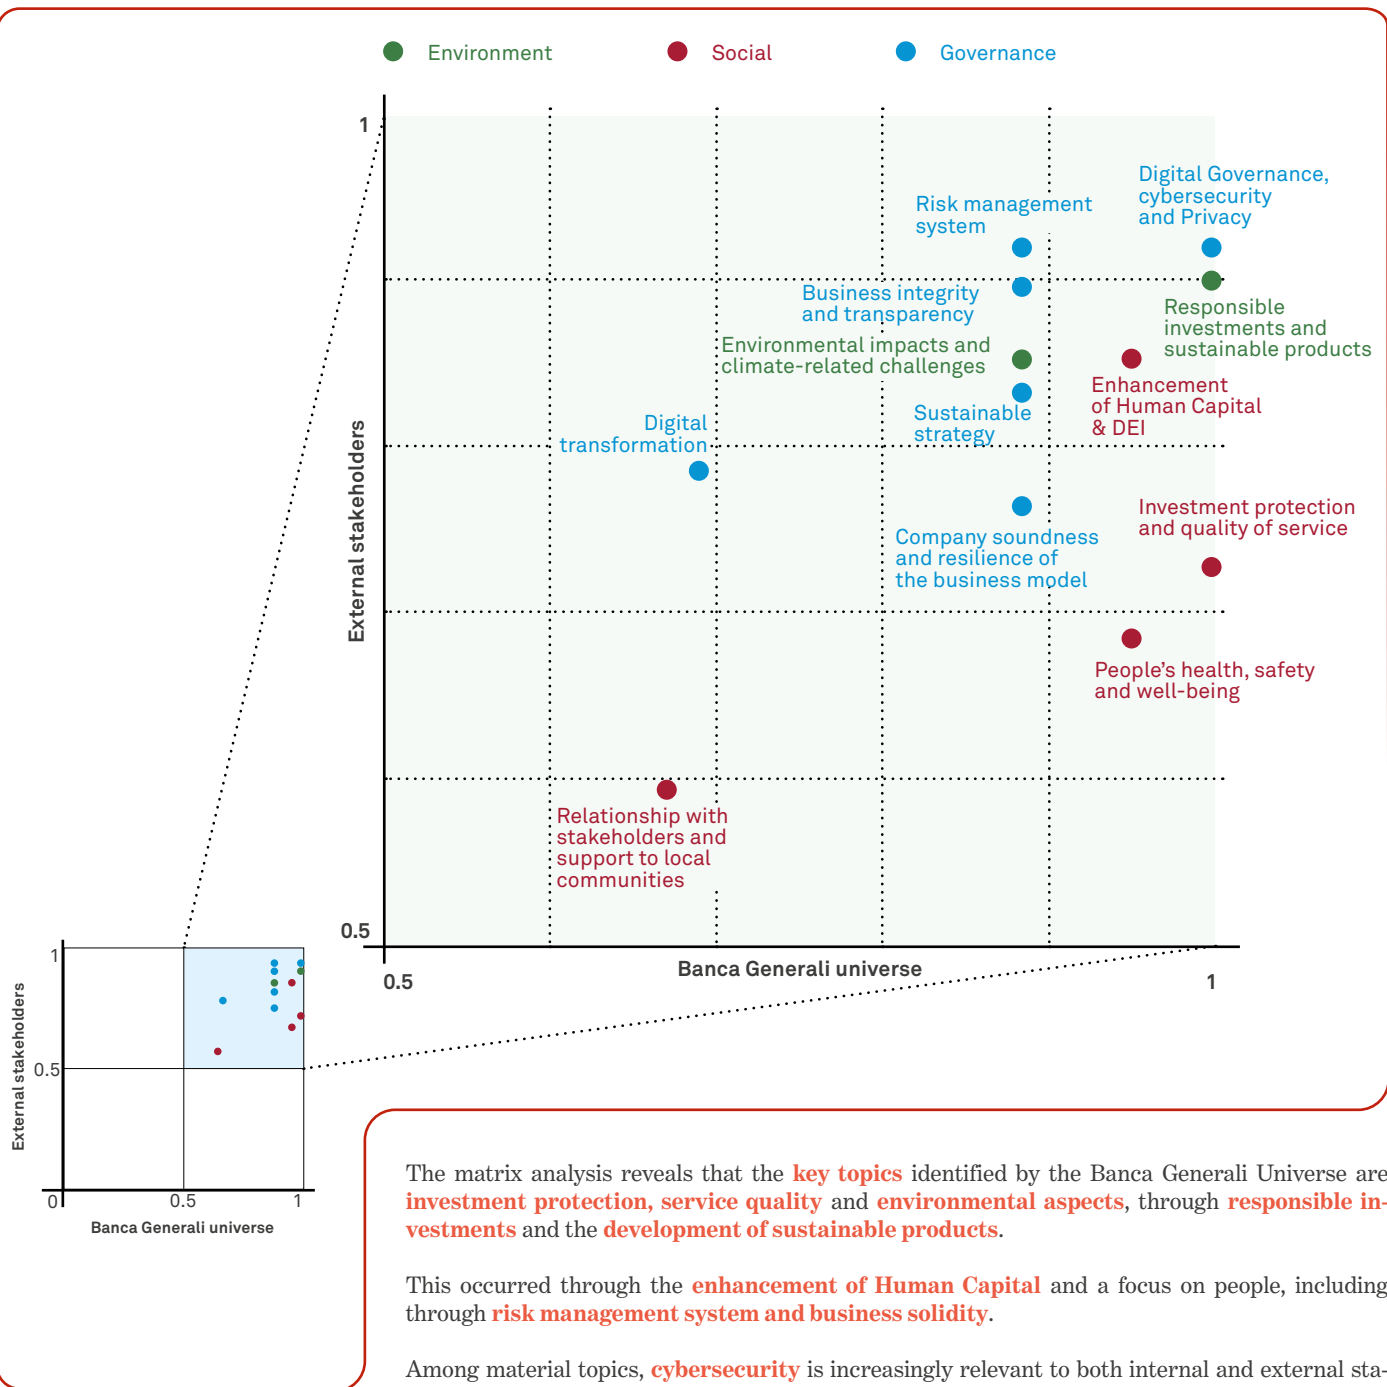 Environment
Social
Governance
1
Digital Governance,
cybersecurity
and Privacy
Risk management
system
Business integrity
and transparency
Responsible
investments and
sustainable products
Environmental impacts and
climate-related challenges
Enhancement
of Human Capital
& DEI
Sustainable
strategy
Digital
transformation
External stakeholders
Investment protection
and quality of service
Company soundness
and resilience of
the business model
People's health, safety
and well-being
Relationship with
stakeholders and
support to local
communities
0.5
Banca Generali universe
0.5
1
1
External stakeholders
0.5
0
0.5
1
Banca Generali universe
The matrix analysis reveals that the key topics identified by the Banca Generali Universe are
investment protection, service quality and environmental aspects, through responsible in-
vestments and the development of sustainable products.
This occurred through the enhancement of Human Capital and a focus on people, including
through risk management system and business solidity.
Among material topics, cybersecurity is increasingly relevant to both internal and external sta-